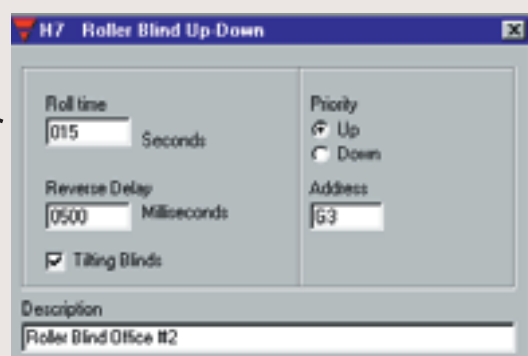 H7 Roller Blind Up-Down
Roll time
015 Seconds
Reverse Delay
0500 Milliseconds
Tilting Blinds
Priority
Up
Down
Address
G3
Description
Roller Blind Office #2